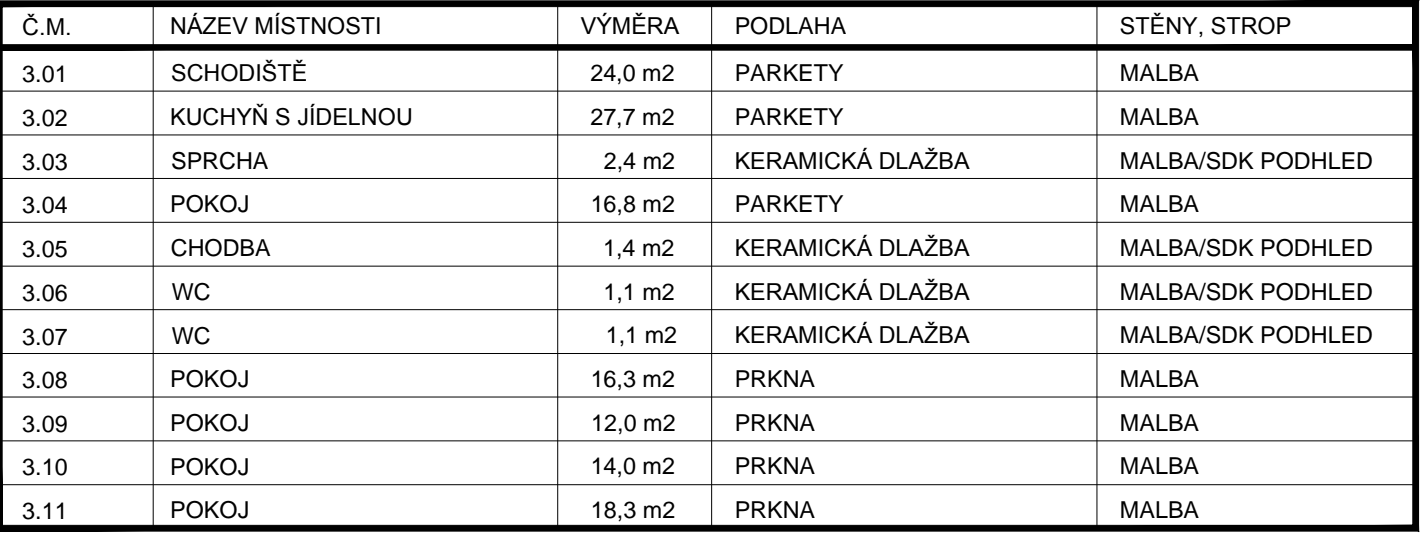 Č.M. NÁZEV MÍSTNOSTI VÝMĚRA PODLAHA STĚNY, STROP
3.01 SCHODIŠTĚ 24,0 m2 PARKETY MALBA
3.02 KUCHYŇ S JÍDELNOU 27,7 m2 PARKETY MALBA
3.03 SPRCHA 2,4 m2 KERAMICKÁ DLAŽBA MALBA/SDK PODHLED
3.04 POKOJ 16,8 m2 PARKETY MALBA
3.05 CHODBA 1,4 m2 KERAMICKÁ DLAŽBA MALBA/SDK PODHLED
3.06 WC 1,1 m2 KERAMICKÁ DLAŽBA MALBA/SDK PODHLED
3.07 WC 1,1 m2 KERAMICKÁ DLAŽBA MALBA/SDK PODHLED
3.08 POKOJ 16,3 m2 PRKNA MALBA
3.09 POKOJ 12,0 m2 PRKNA MALBA
3.10 POKOJ 14,0 m2 PRKNA MALBA
3.11 POKOJ 18,3 m2 PRKNA MALBA